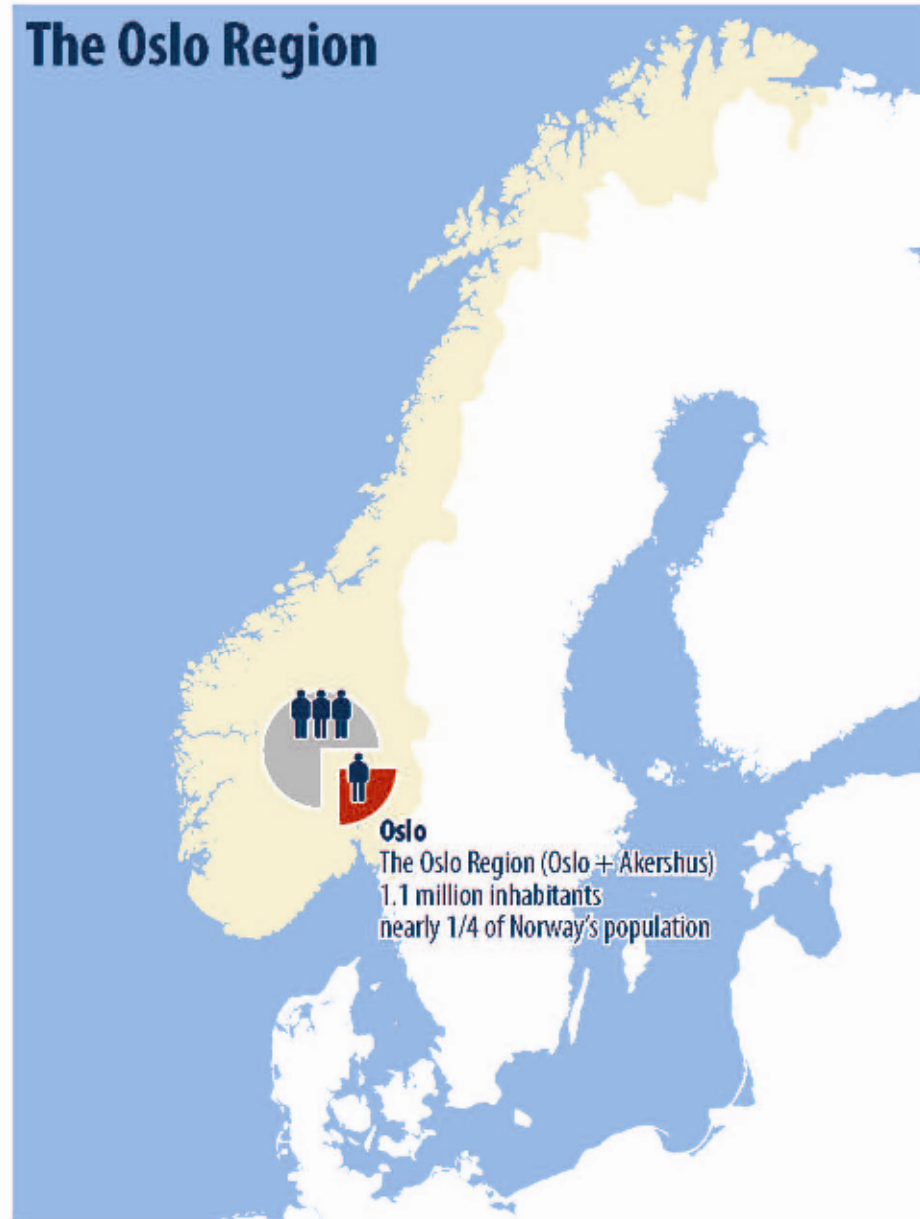 The Oslo Region
Oslo
The Oslo Region (Oslo + Akershus)
1.1 million inhabitants
nearly 1/4 of Norway's population